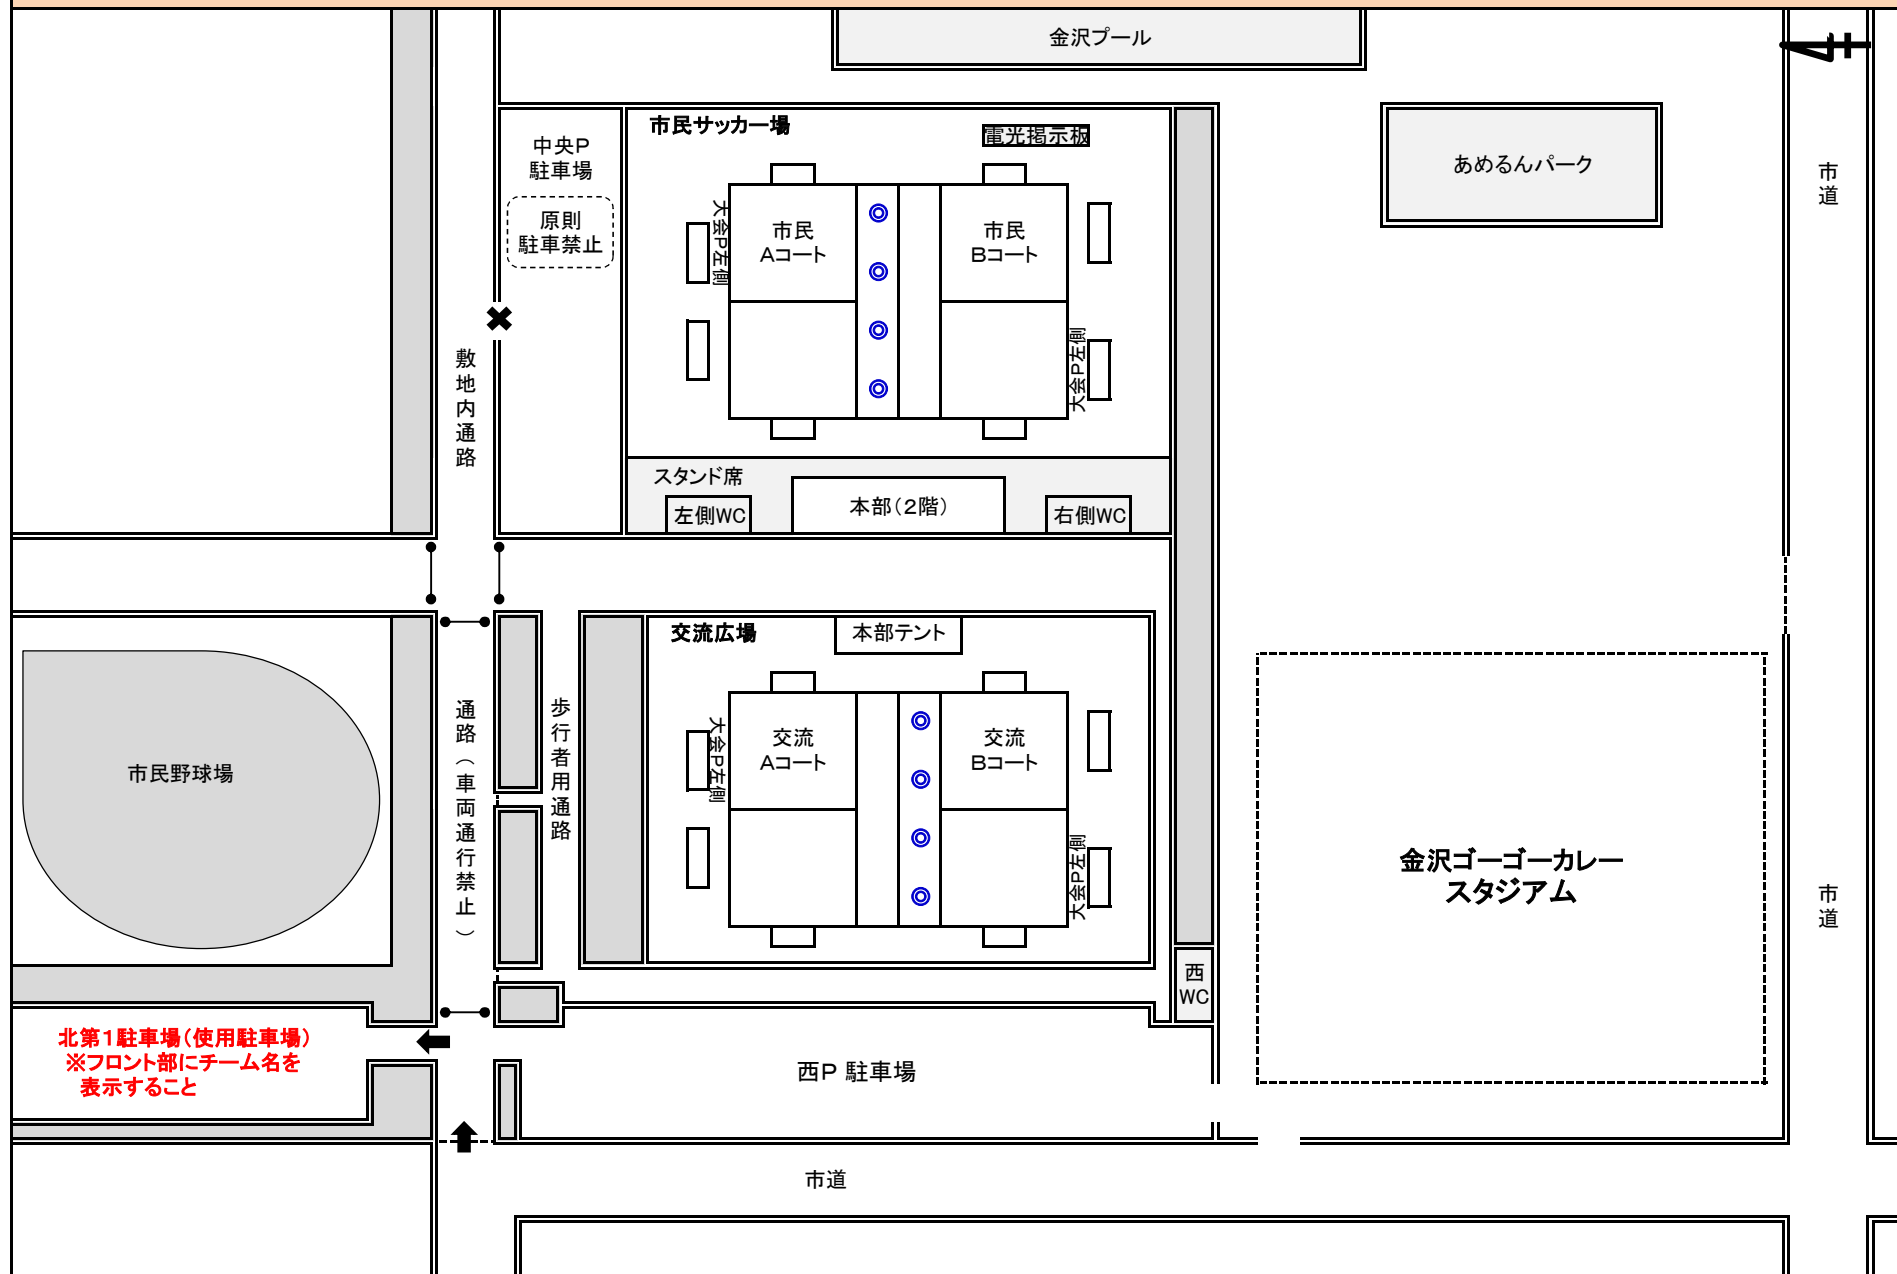 金沢プール
市民サッカー場
電光掲示板
中央P
駐車場
原則
駐車禁止
あめるんパーク
市道
大会P左側
市民
Aコート
市民
Bコート
大会P左側
敷地内通路
スタンド席
左側WC
本部（2階）
右側WC
交流広場
本部テント
市民野球場
通路（車両通行禁止）
歩行者用通路
大会P左側
交流
Aコート
交流
Bコート
大会P左側
金沢ゴーゴーカレー
スタジアム
市道
西
WC
北第1駐車場（使用駐車場）
※フロント部にチーム名を
表示すること
西P 駐車場
市道